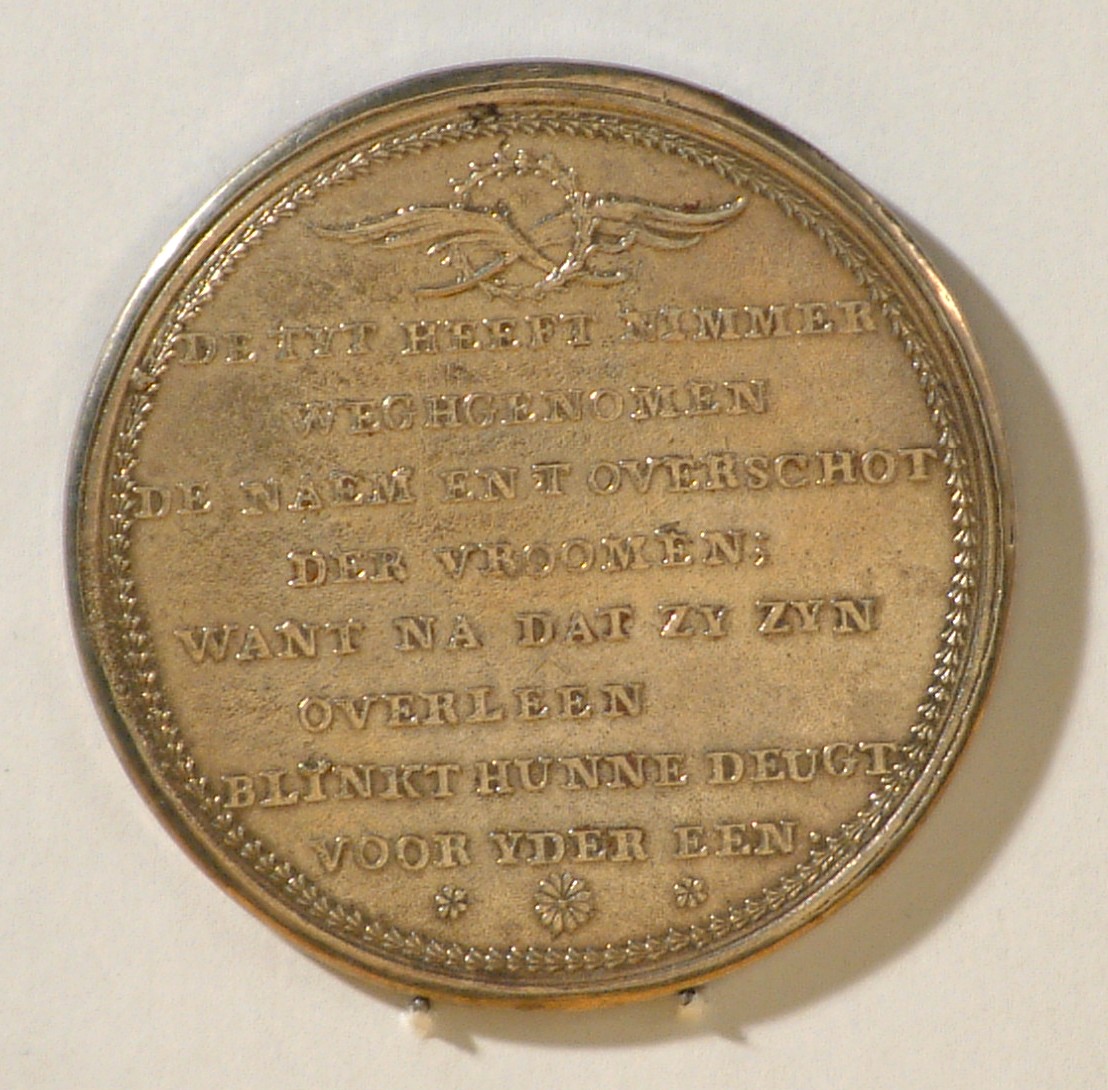 DE TYT HEEFT NIMMER
WEGHGENOMEN
DE NAEM EN T OVERSCHOT
DER VROOMEN;
WANT NA DAT ZY ZYN
OVERLEEN
BLINKT HUNNE DEUGT
VOOR YDER EEN